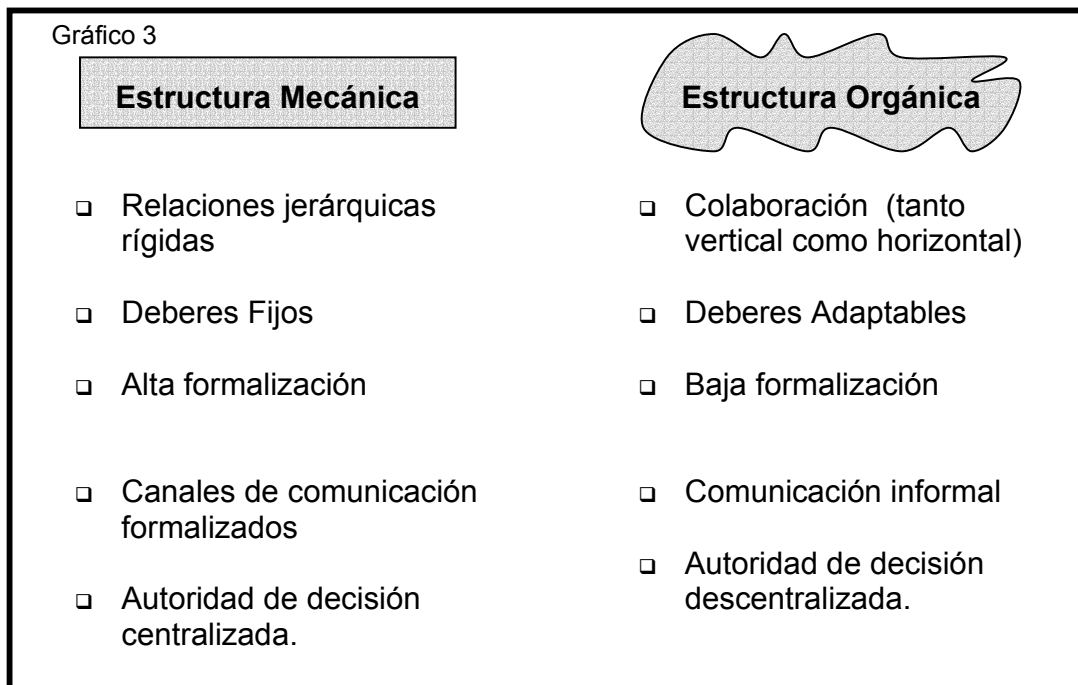 Gráfico 3
Estructura Mecánica
❑ Relaciones jerárquicas
rígidas
❑ Deberes Fijos
❑ Alta formalización
❑ Canales de comunicación
formalizados
❑ Autoridad de decisión
centralizada.
Estructura Orgánica
❑ Colaboración (tanto
vertical como horizontal)
❑ Deberes Adaptables
❑ Baja formalización
❑ Comunicación informal
❑ Autoridad de decisión
descentralizada.